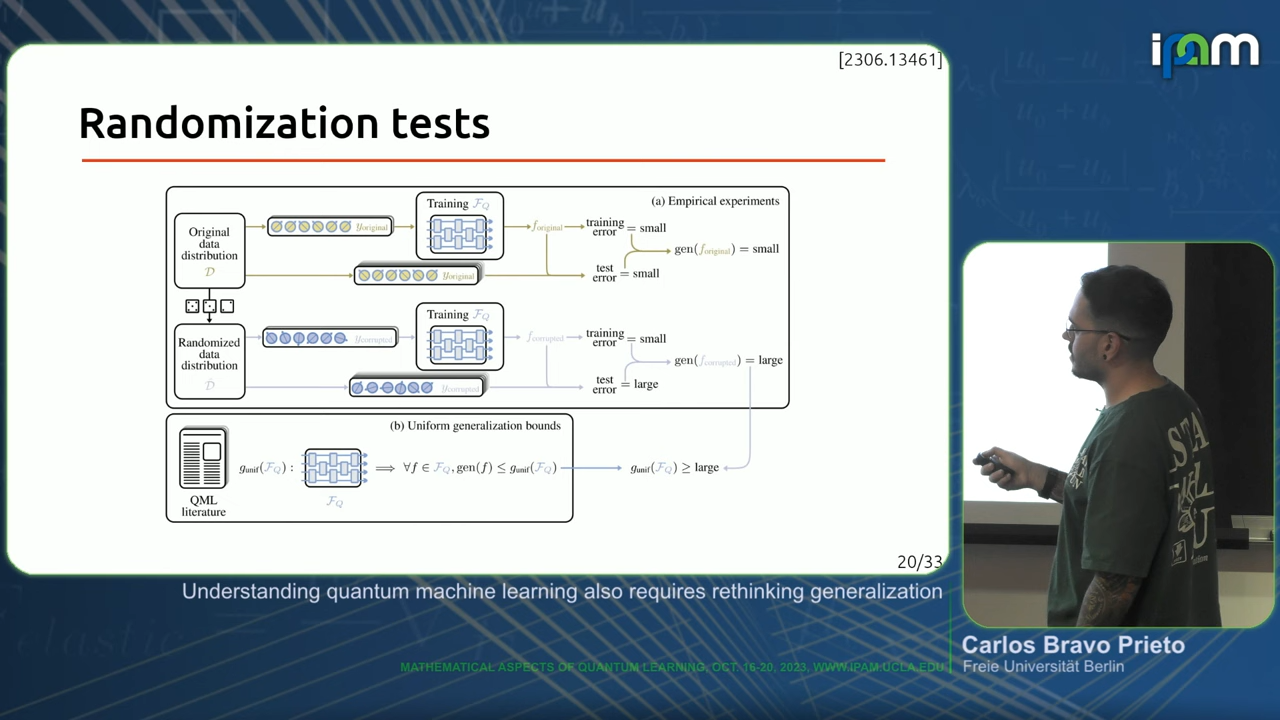 [2306.13461]
ipam
Randomization tests
(a) Empirical experiments
Original
data
distribution
𝒟
y_original
Training ℱ_Q
f_original
training
error = small
gen(f_original) = small
y_original
test
error = small
Randomized
data
distribution
y_corrupted
Training ℱ_Q
f_corrupted
training
error = small
gen(f_corrupted) = large
y_corrupted
test
error = large
(b) Uniform generalization bounds
QML
literature
g_unif(ℱ_Q) :
ℱ_Q
⟹ ∀f ∈ ℱ_Q, gen(f) ≤ g_unif(ℱ_Q)
g_unif(ℱ_Q) ≥ large
20/33
Understanding quantum machine learning also requires rethinking generalization
Carlos Bravo Prieto
Freie Universität Berlin
MATHEMATICAL ASPECTS OF QUANTUM LEARNING, OCT. 16-20, 2023, WWW.IPAM.UCLA.EDU